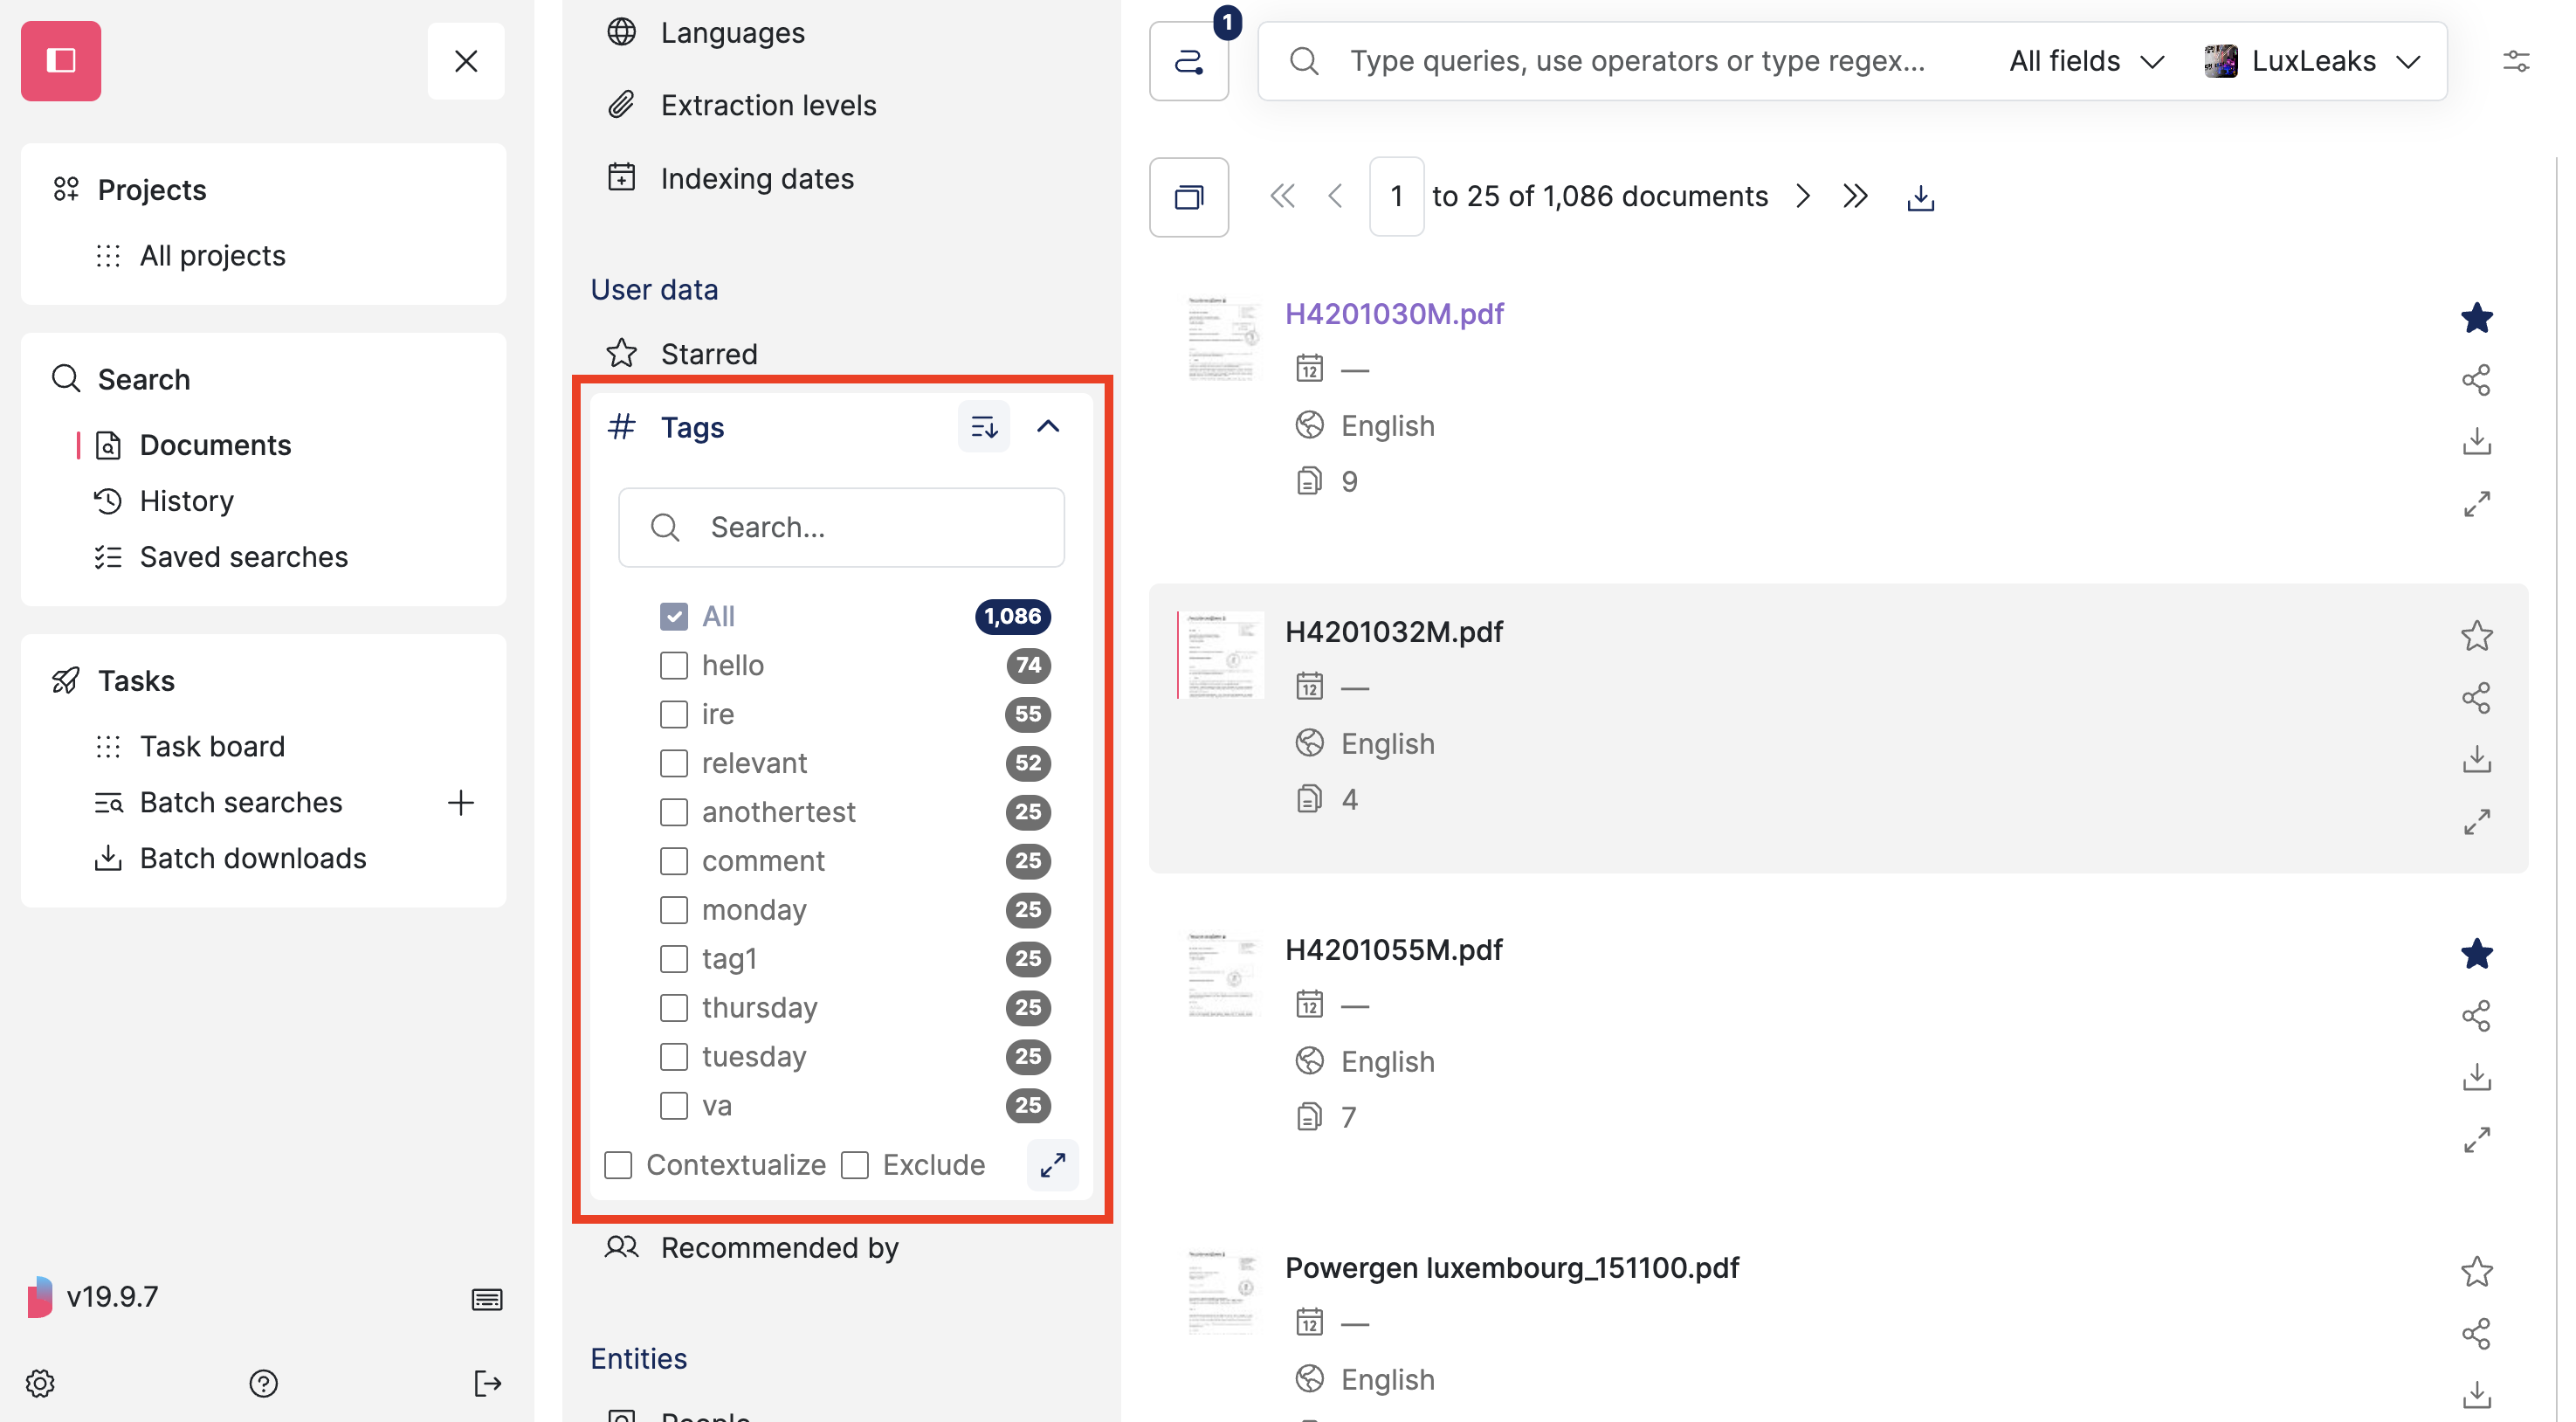 Projects
All projects
Search
Documents
History
Saved searches
Tasks
Task board
Batch searches
Batch downloads
v19.9.7
Languages
Extraction levels
Indexing dates
User data
Starred
Tags
Search...
All 1,086
hello 74
ire 55
relevant 52
anothertest 25
comment 25
monday 25
tag1 25
thursday 25
tuesday 25
va 25
Contextualize Exclude
Recommended by
Entities
People
1
Type queries, use operators or type regex... All fields LuxLeaks
1 to 25 of 1,086 documents
H4201030M.pdf
12 —
English
9
H4201032M.pdf
12 —
English
4
H4201055M.pdf
12 —
English
7
Powergen luxembourg_151100.pdf
12 —
English